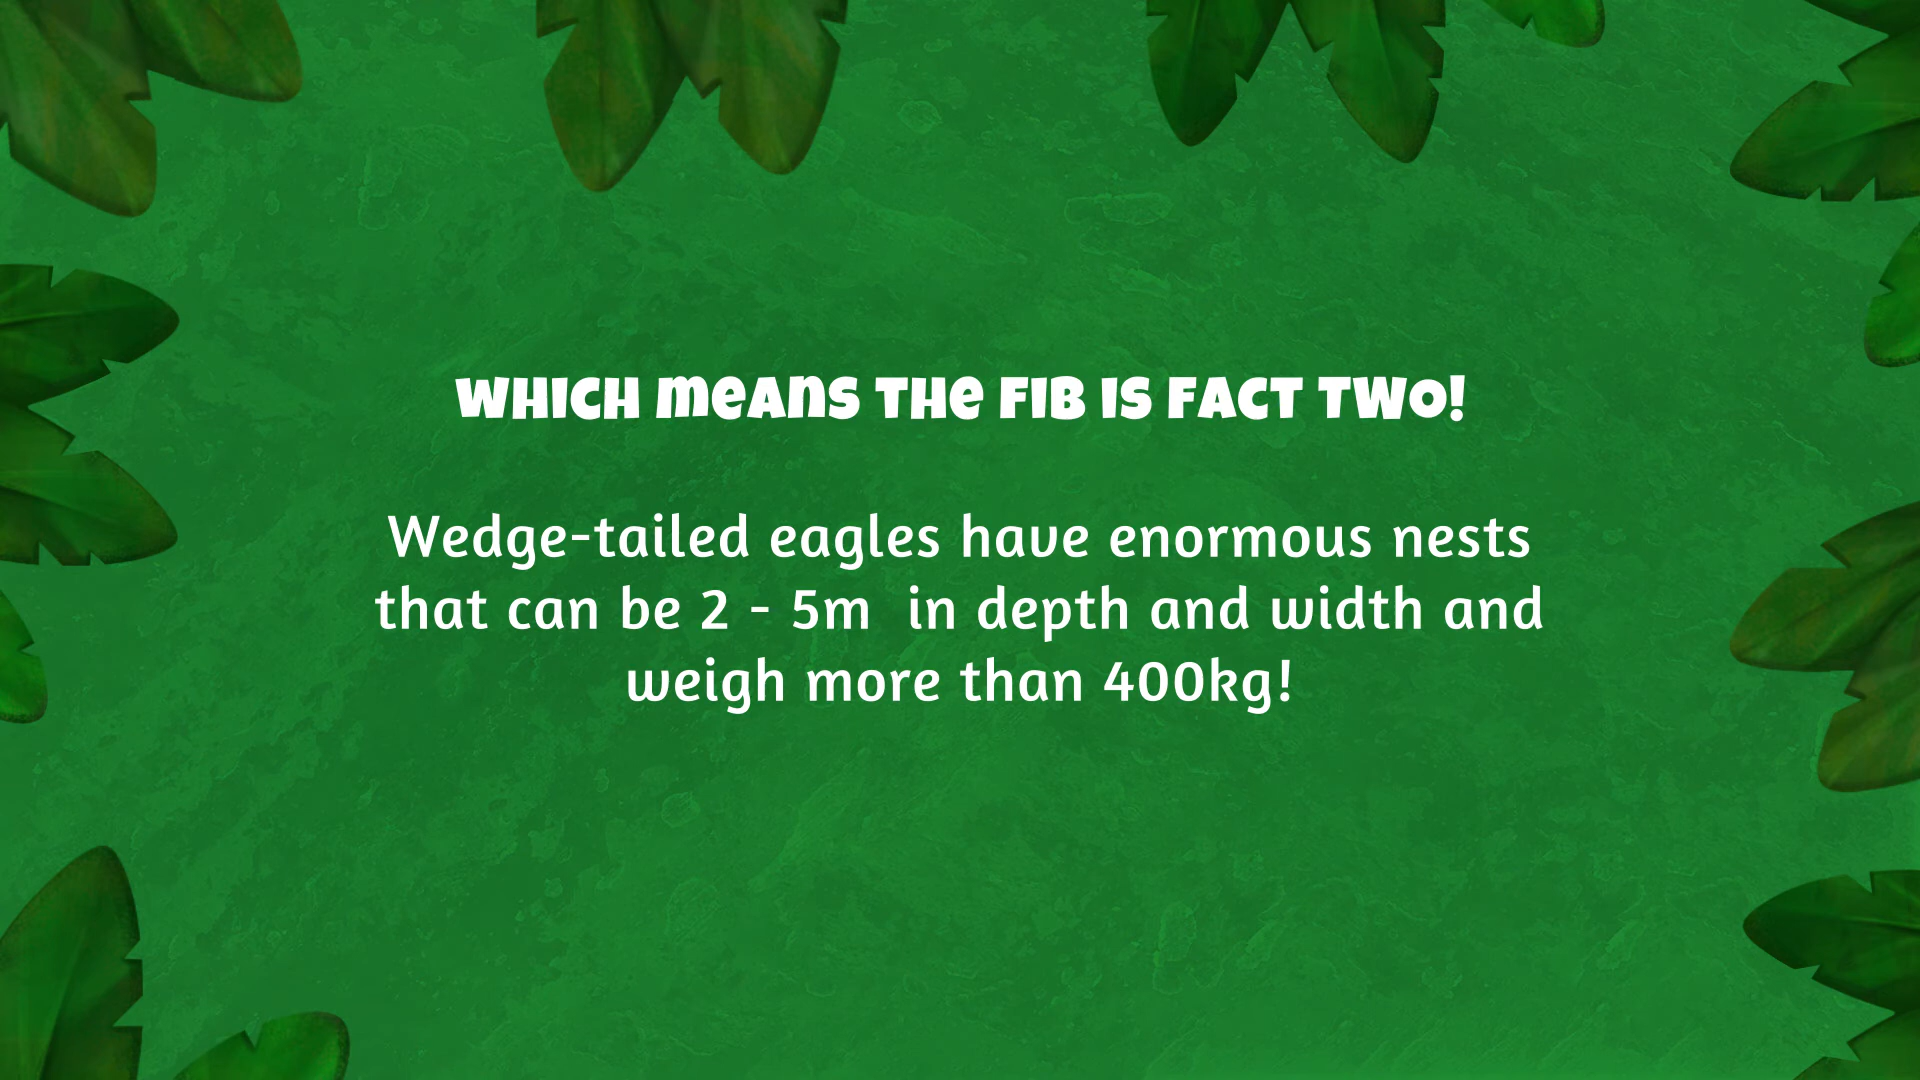 WHICH MEANS THE FIB IS FACT TWO!
Wedge-tailed eagles have enormous nests
that can be 2 - 5m  in depth and width and
weigh more than 400kg!